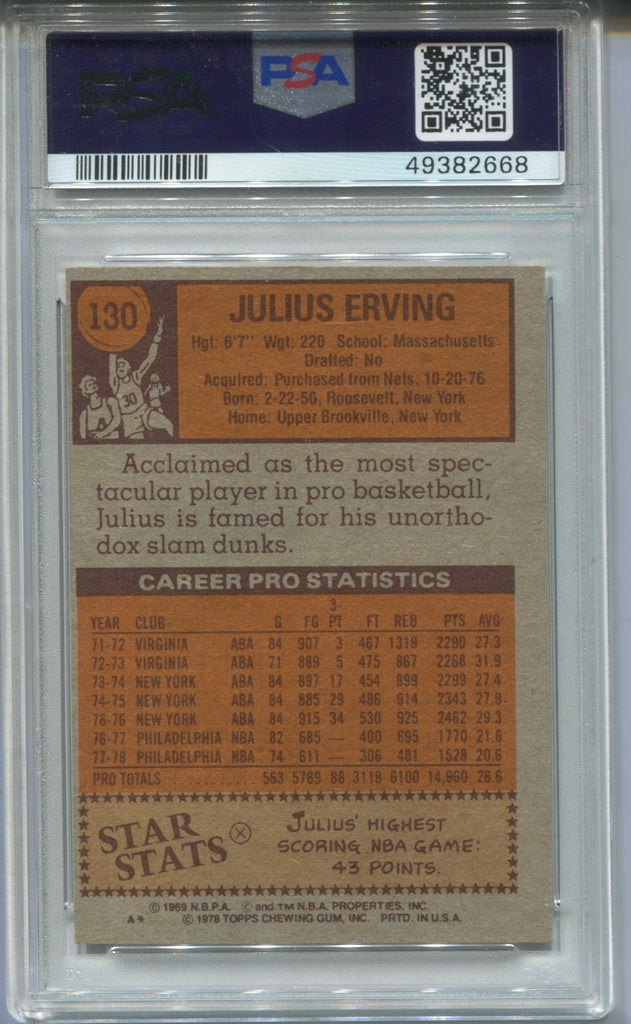 PSA PSA
49382668
130 JULIUS ERVING
Hgt: 6'7" Wgt: 220 School: Massachusetts
Drafted: No
Acquired: Purchased from Nets, 10-20-76
Born: 2-22-50, Roosevelt, New York
Home: Upper Brookville, New York
30
Acclaimed as the most spec-
tacular player in pro basketball,
Julius is famed for his unortho-
dox slam dunks.
CAREER PRO STATISTICS
YEAR CLUB G FG 3-PT FT REB PTS AVG
71-72 VIRGINIA ABA 84 907 3 467 1319 2290 27.3
72-73 VIRGINIA ABA 71 889 5 475 867 2268 31.9
73-74 NEW YORK ABA 84 897 17 454 899 2299 27.4
74-75 NEW YORK ABA 84 885 29 486 914 2343 27.9
75-76 NEW YORK ABA 84 915 34 530 925 2462 29.3
76-77 PHILADELPHIA NBA 82 685 — 400 695 1770 21.6
77-78 PHILADELPHIA NBA 74 611 — 306 481 1528 20.6
PRO TOTALS .......... 563 5789 88 3118 6100 14,960 26.6
STAR
STATS
JULIUS' HIGHEST
SCORING NBA GAME:
43 POINTS.
© 1969 N.B.P.A. © and TM N.B.A. PROPERTIES, INC.
A* © 1978 TOPPS CHEWING GUM, INC. PRTD. IN U.S.A.